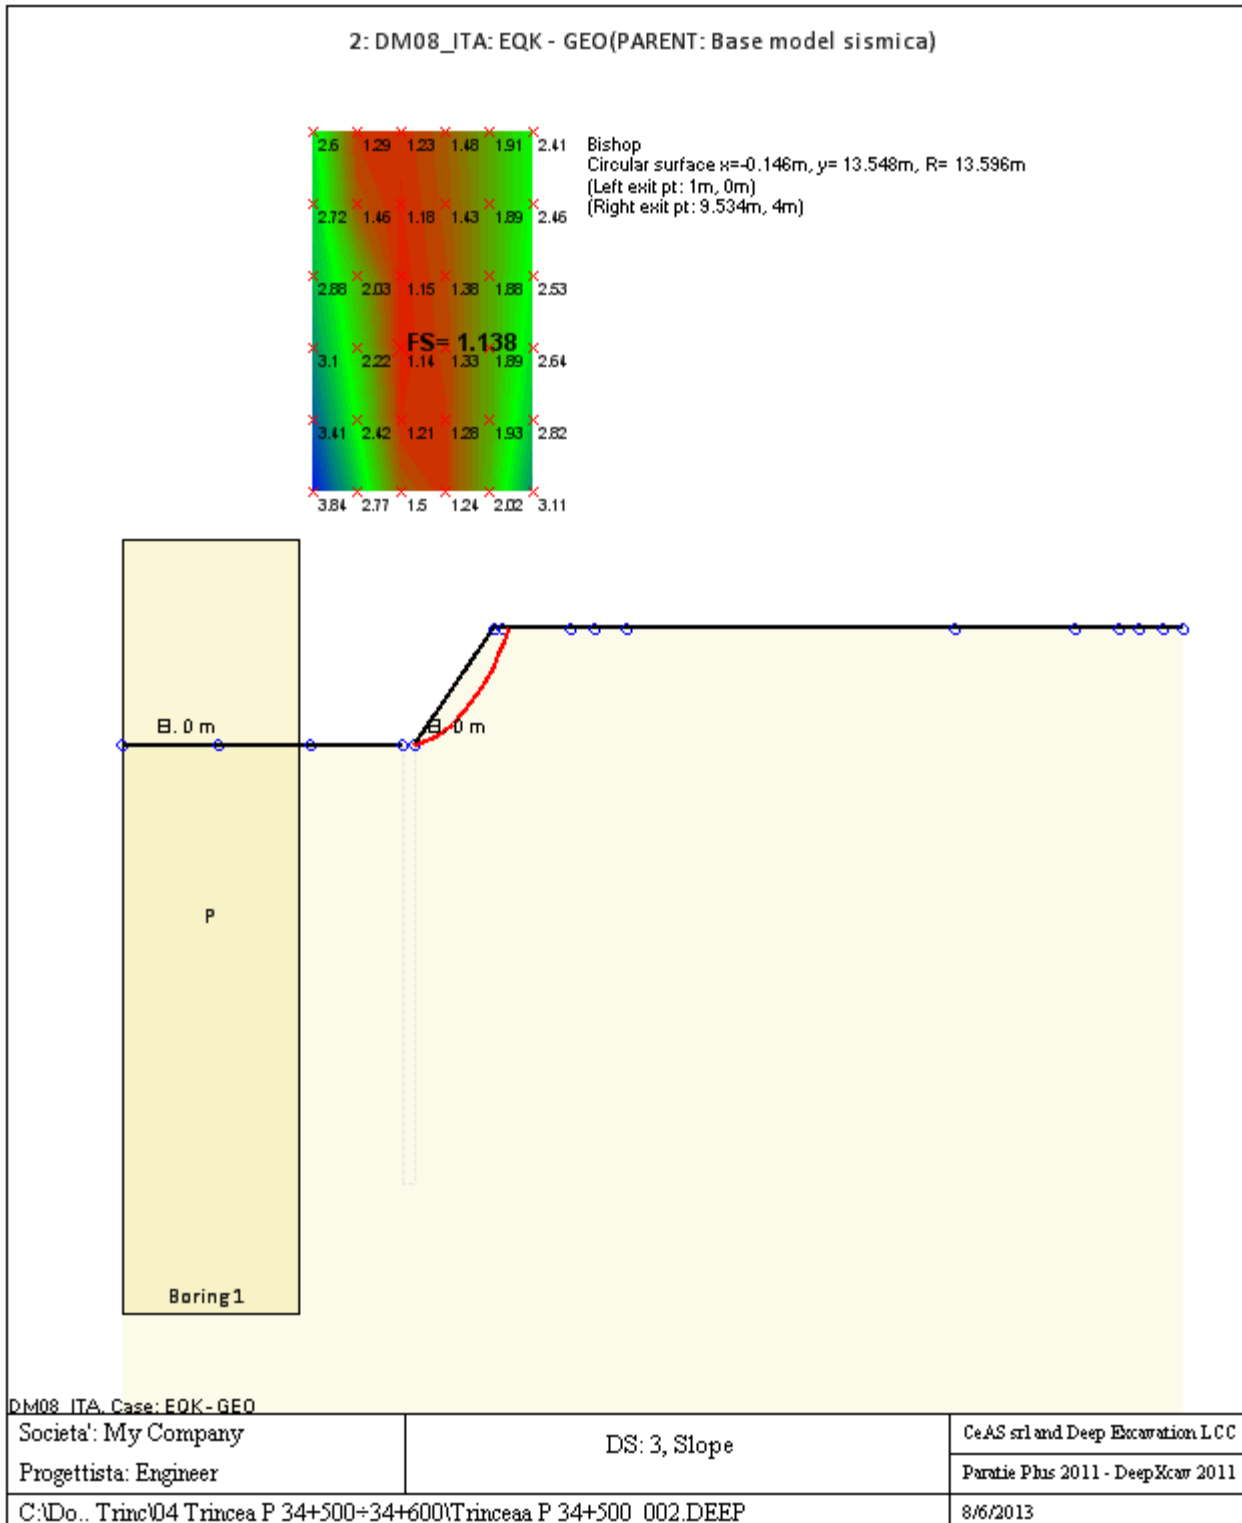 2: DM08_ITA: EQK - GEO(PARENT: Base model sismica)
2.6 1.29 1.23 1.48 1.91 2.41
Bishop
Circular surface x=-0.146m, y= 13.548m, R= 13.596m
(Left exit pt: 1m, 0m)
(Right exit pt: 9.534m, 4m)
2.72 1.46 1.18 1.43 1.89 2.46
2.88 2.03 1.15 1.38 1.88 2.53
FS= 1.138
3.1 2.22 1.14 1.33 1.89 2.64
3.41 2.42 1.21 1.28 1.93 2.82
3.84 2.77 1.5 1.24 2.02 3.11
0 m
0 m
P
Boring 1
DM08_ITA. Case: EQK - GEO
Societa': My Company
DS: 3, Slope
CeAS srl and Deep Excavation LCC
Progettista: Engineer
Paratie Plus 2011 - DeepXcav 2011
C:\Do.. Trinc\04 Trincea P 34+500÷34+600\Trinceaa P 34+500_002.DEEP
8/6/2013